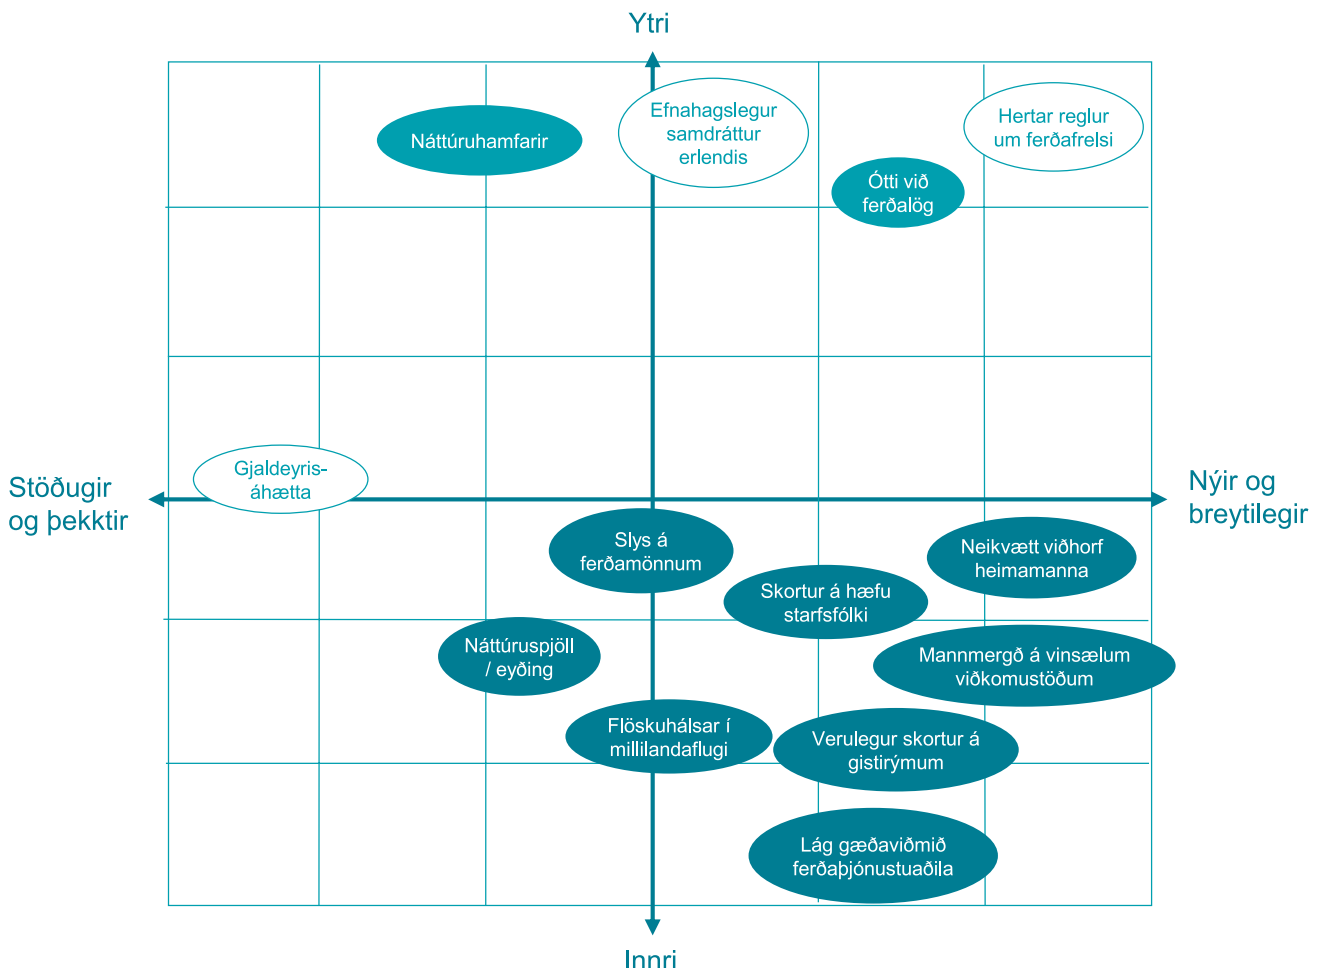 Ytri
Náttúruhamfarir
Efnahagslegur
samdráttur
erlendis
Hertar reglur
um ferðafrelsi
Ótti við
ferðalög
Gjaldeyris-
áhætta
Stöðugir
og þekktir
Nýir og
breytilegir
Slys á
ferðamönnum
Neikvætt viðhorf
heimamanna
Skortur á hæfu
starfsfólki
Náttúruspjöll
/ eyðing
Mannmergð á vinsælum
viðkomustöðum
Flöskuhálsar í
millilandaflugi
Verulegur skortur á
gistirýmum
Lág gæðaviðmið
ferðaþjónustuaðila
Innri